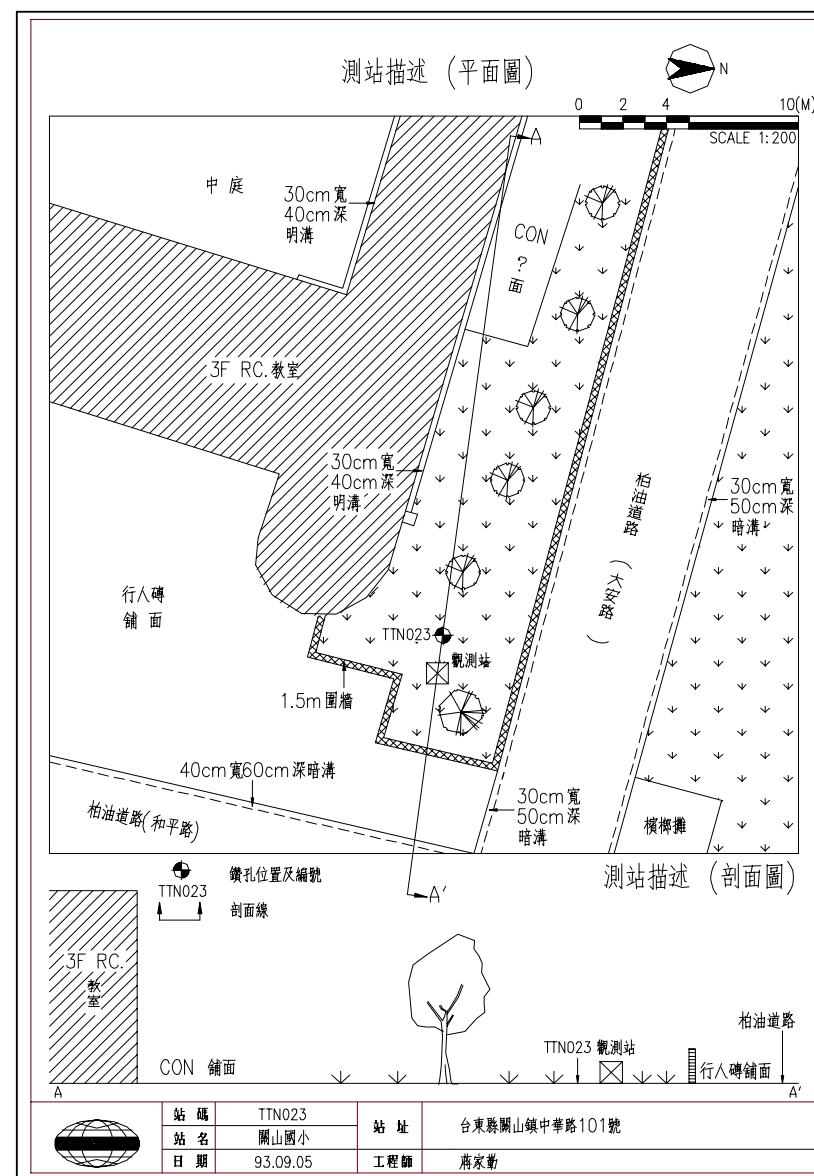 測站描述 (平面圖)
N
0 2 4 10(M)
SCALE 1:200
A
中庭
30cm寬
40cm深
明溝
CON
?
面
3F RC.教室
30cm寬
40cm深
明溝
柏油道路 (大安路)
30cm寬
50cm深
暗溝
行人磚
舖面
TTN023
觀測站
1.5m圍牆
40cm寬60cm深暗溝
柏油道路(和平路)
30cm寬
50cm深
暗溝
檳榔攤
A'
TTN023
鑽孔位置及編號
剖面線
測站描述 (剖面圖)
3F RC.
教室
CON 舖面
TTN023 觀測站
柏油道路
行人磚舖面
A
A'
站碼 TTN023
站名 關山國小
日期 93.09.05
站址 台東縣關山鎮中華路101號
工程師 蔣家勳